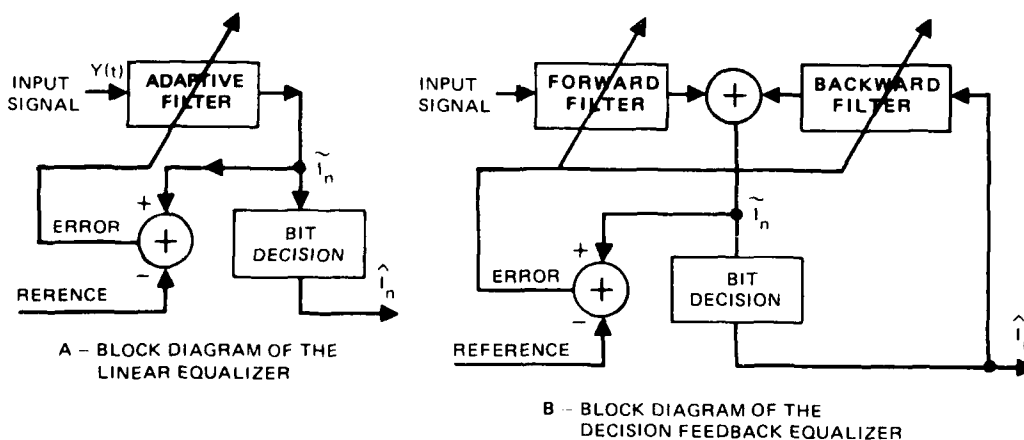 INPUT
SIGNAL
Y(t)
ADAPTIVE
FILTER
ĩn
+
+
−
ERROR
BIT
DECISION
în
RERENCE
A – BLOCK DIAGRAM OF THE
LINEAR EQUALIZER
INPUT
SIGNAL
FORWARD
FILTER
+
BACKWARD
FILTER
ĩn
+
+
−
ERROR
BIT
DECISION
REFERENCE
î
B – BLOCK DIAGRAM OF THE
DECISION FEEDBACK EQUALIZER